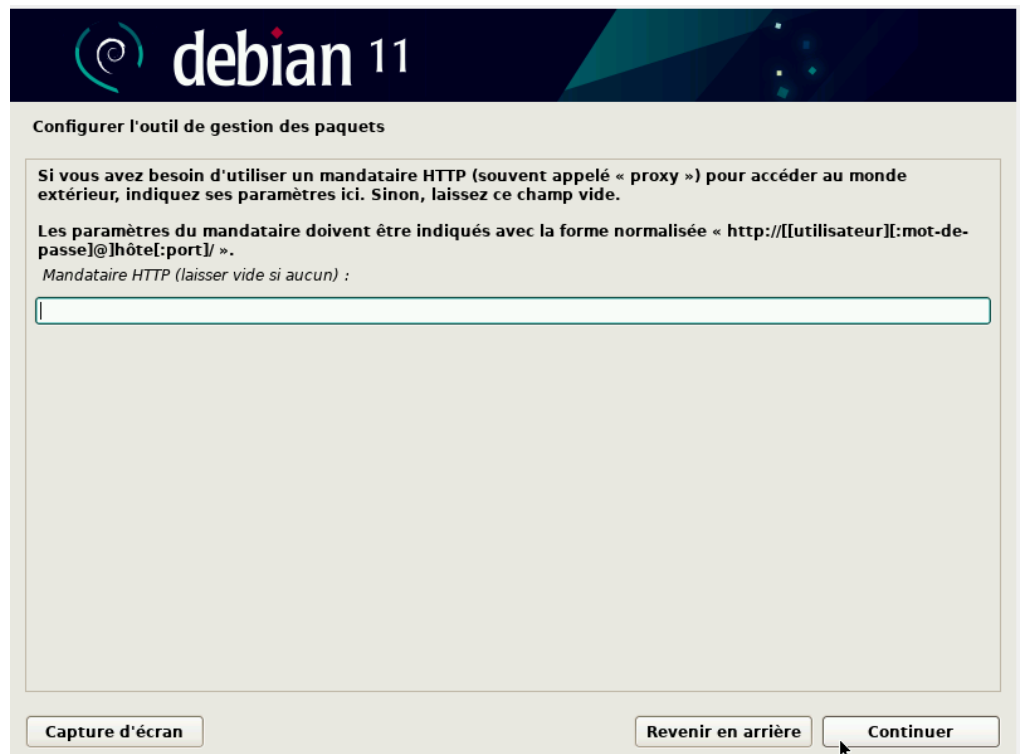 debian 11
Configurer l'outil de gestion des paquets
Si vous avez besoin d'utiliser un mandataire HTTP (souvent appelé « proxy ») pour accéder au monde
extérieur, indiquez ses paramètres ici. Sinon, laissez ce champ vide.
Les paramètres du mandataire doivent être indiqués avec la forme normalisée « http://[[utilisateur][:mot-de-
passe]@]hôte[:port]/ ».
Mandataire HTTP (laisser vide si aucun) :
Capture d'écran
Revenir en arrière
Continuer